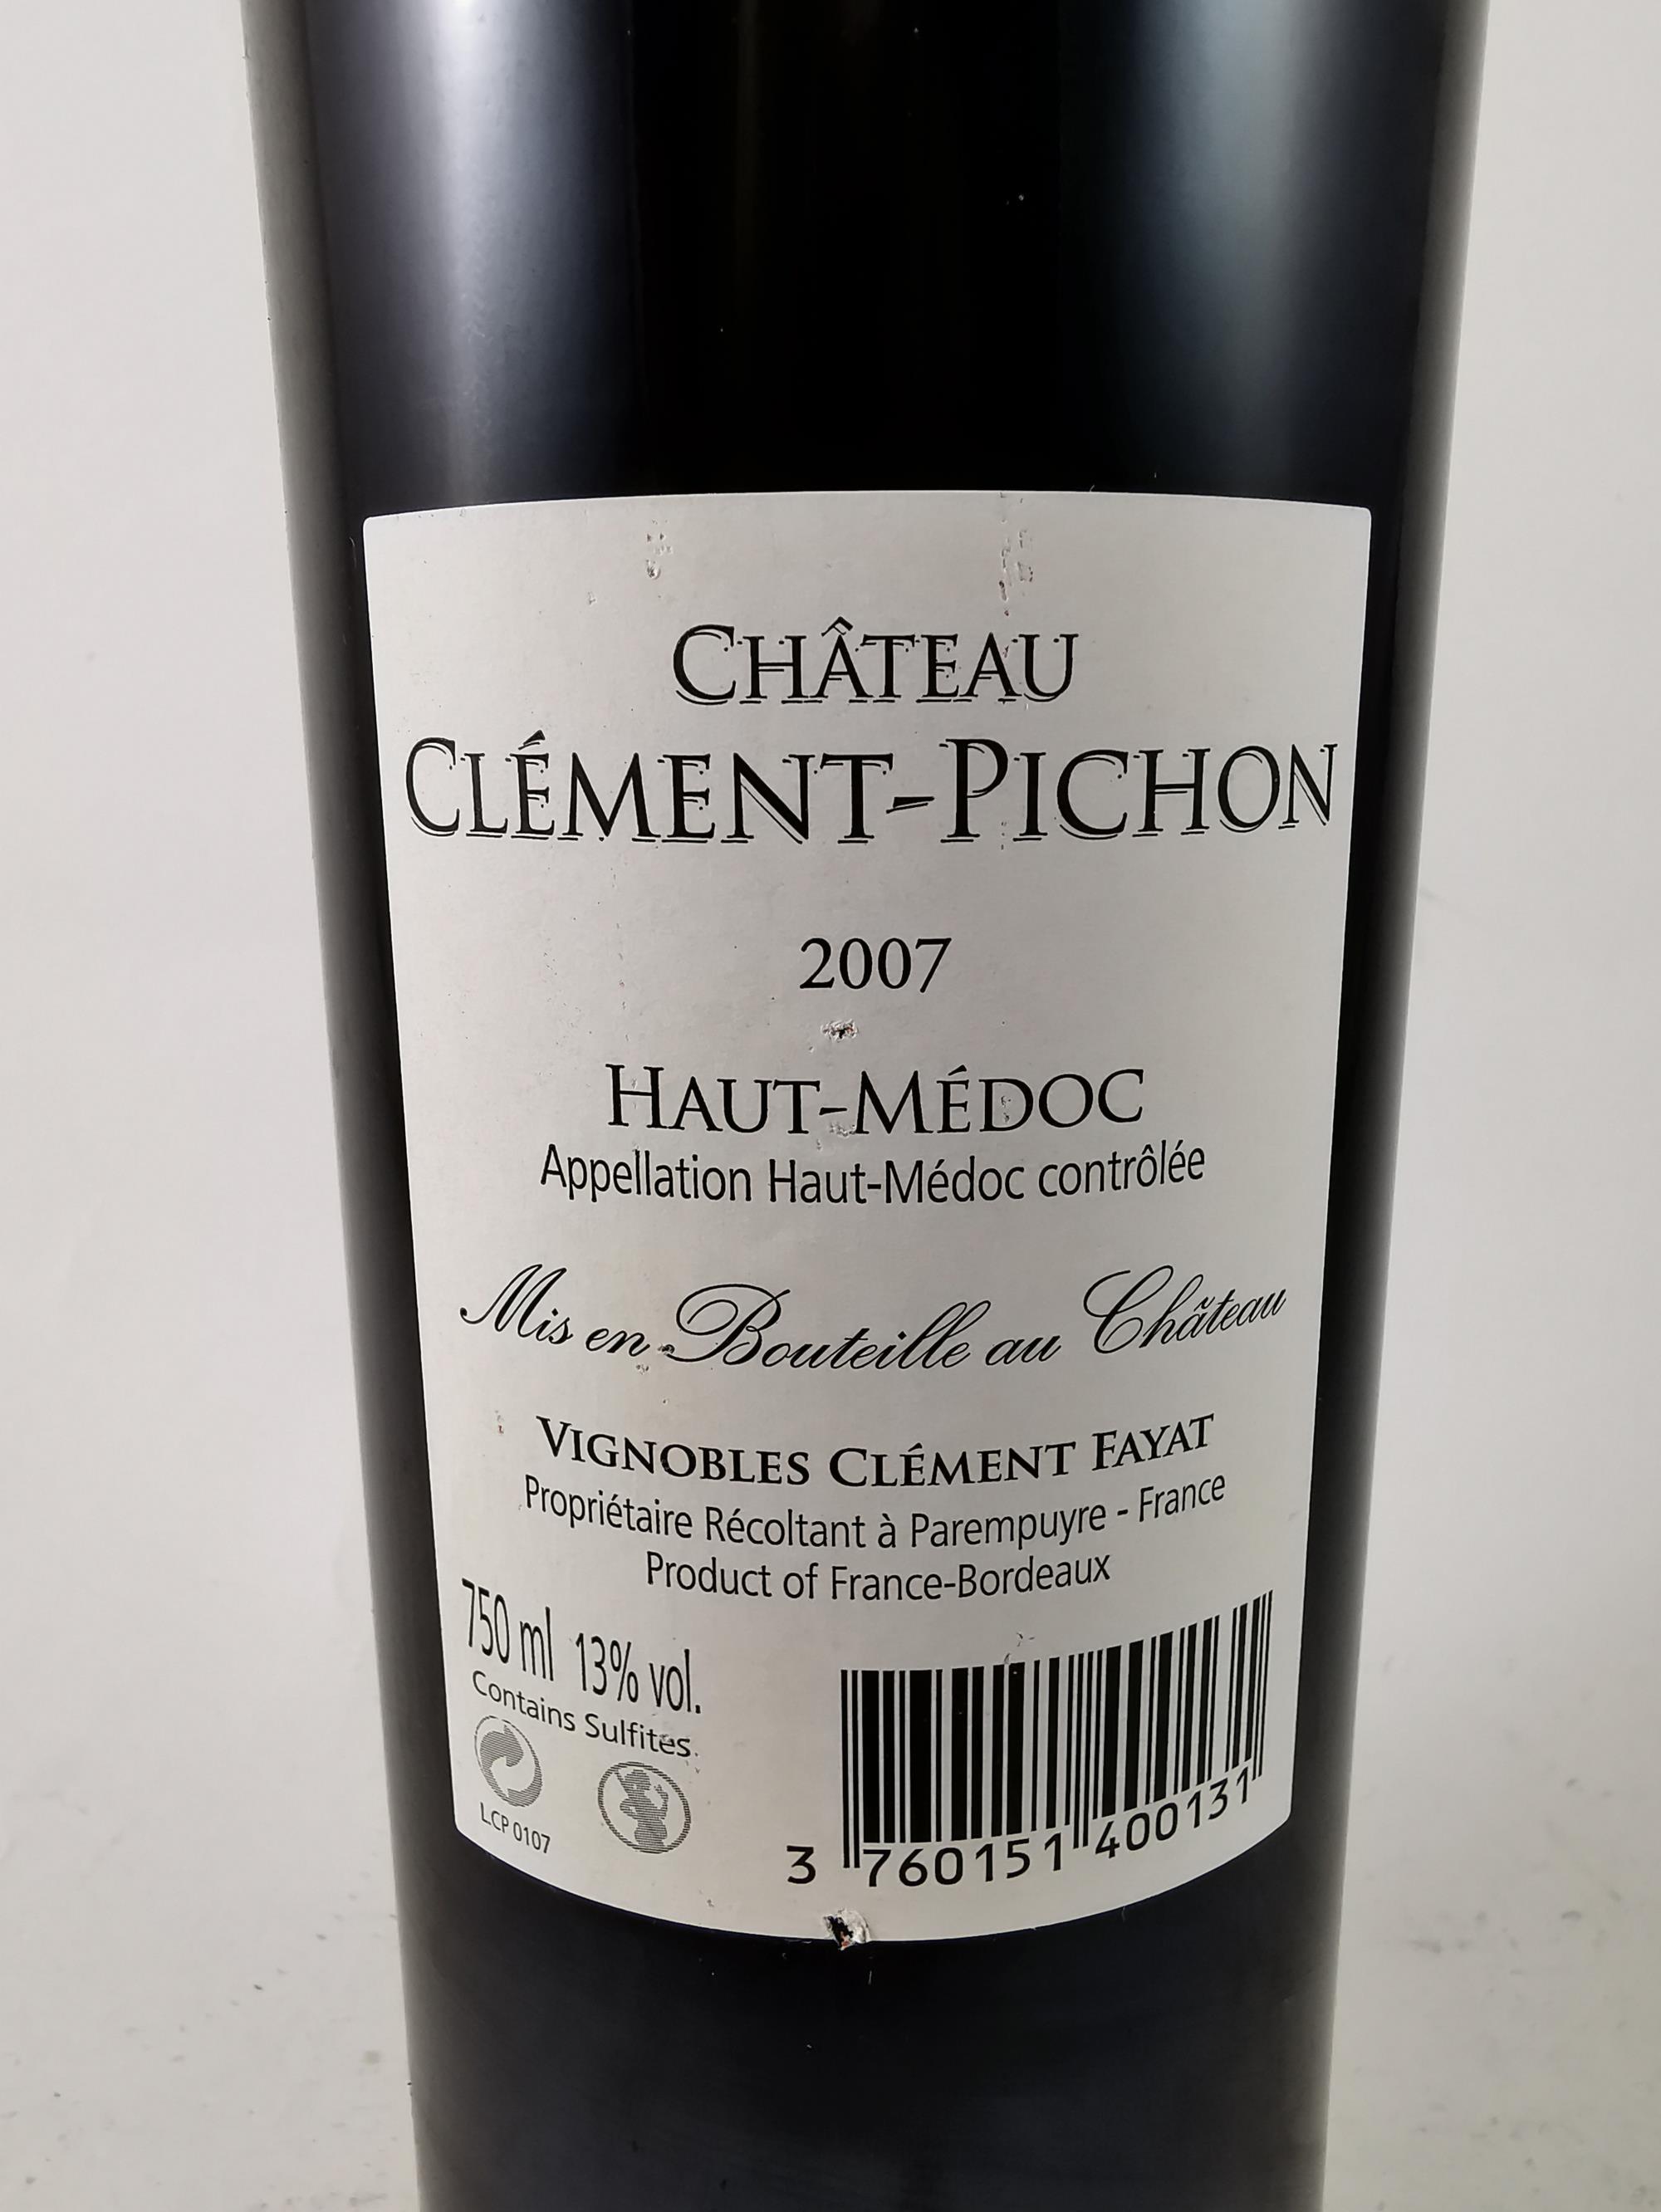 CHÂTEAU
CLÉMENT-PICHON
2007
HAUT-MÉDOC
Appellation Haut-Médoc contrôlée
Mis en Bouteille au Château
VIGNOBLES CLÉMENT FAYAT
Propriétaire Récoltant à Parempuyre - France
Product of France-Bordeaux
750 ml 13% vol.
Contains Sulfites.
LCP 0107
3 760151 400131